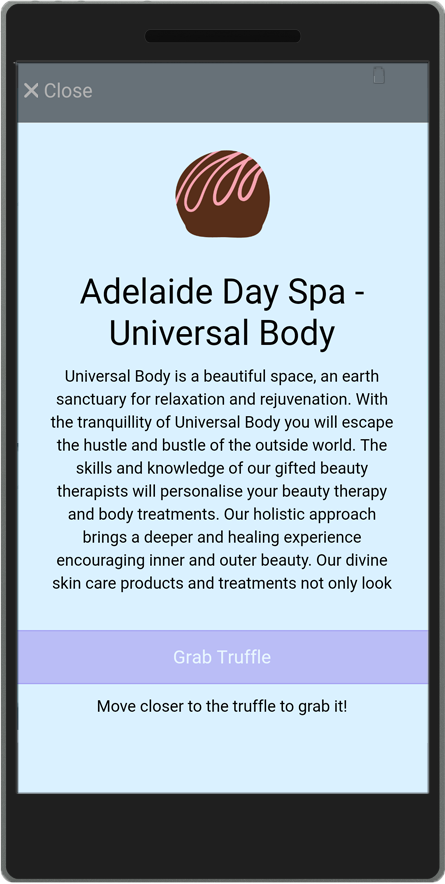 Close
Adelaide Day Spa -
Universal Body
Universal Body is a beautiful space, an earth
sanctuary for relaxation and rejuvenation. With
the tranquillity of Universal Body you will escape
the hustle and bustle of the outside world. The
skills and knowledge of our gifted beauty
therapists will personalise your beauty therapy
and body treatments. Our holistic approach
brings a deeper and healing experience
encouraging inner and outer beauty. Our divine
skin care products and treatments not only look
Grab Truffle
Move closer to the truffle to grab it!